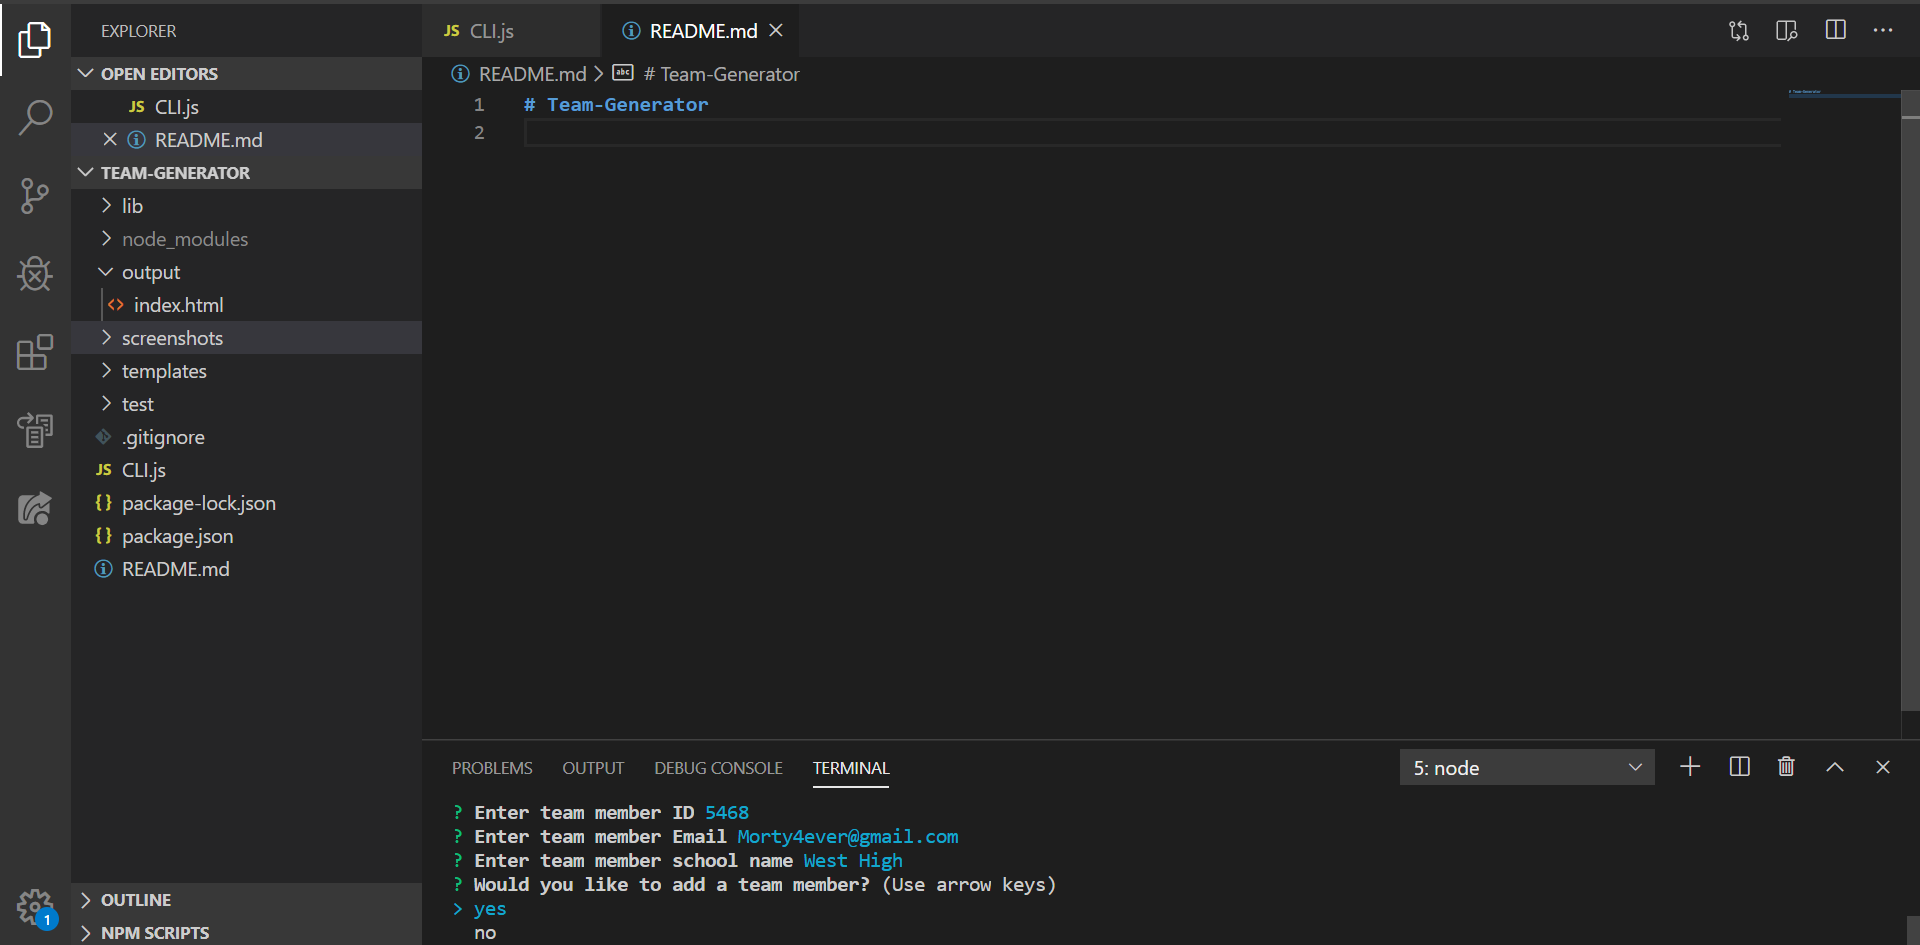 EXPLORER
OPEN EDITORS
JS CLI.js
README.md
TEAM-GENERATOR
lib
node_modules
output
<> index.html
screenshots
templates
test
.gitignore
JS CLI.js
{} package-lock.json
{} package.json
README.md
OUTLINE
NPM SCRIPTS
1
JS CLI.js
README.md
README.md > abc # Team-Generator
1 # Team-Generator
2
# Team-Generator
PROBLEMS OUTPUT DEBUG CONSOLE TERMINAL
5: node
? Enter team member ID 5468
? Enter team member Email Morty4ever@gmail.com
? Enter team member school name West High
? Would you like to add a team member? (Use arrow keys)
> yes
no